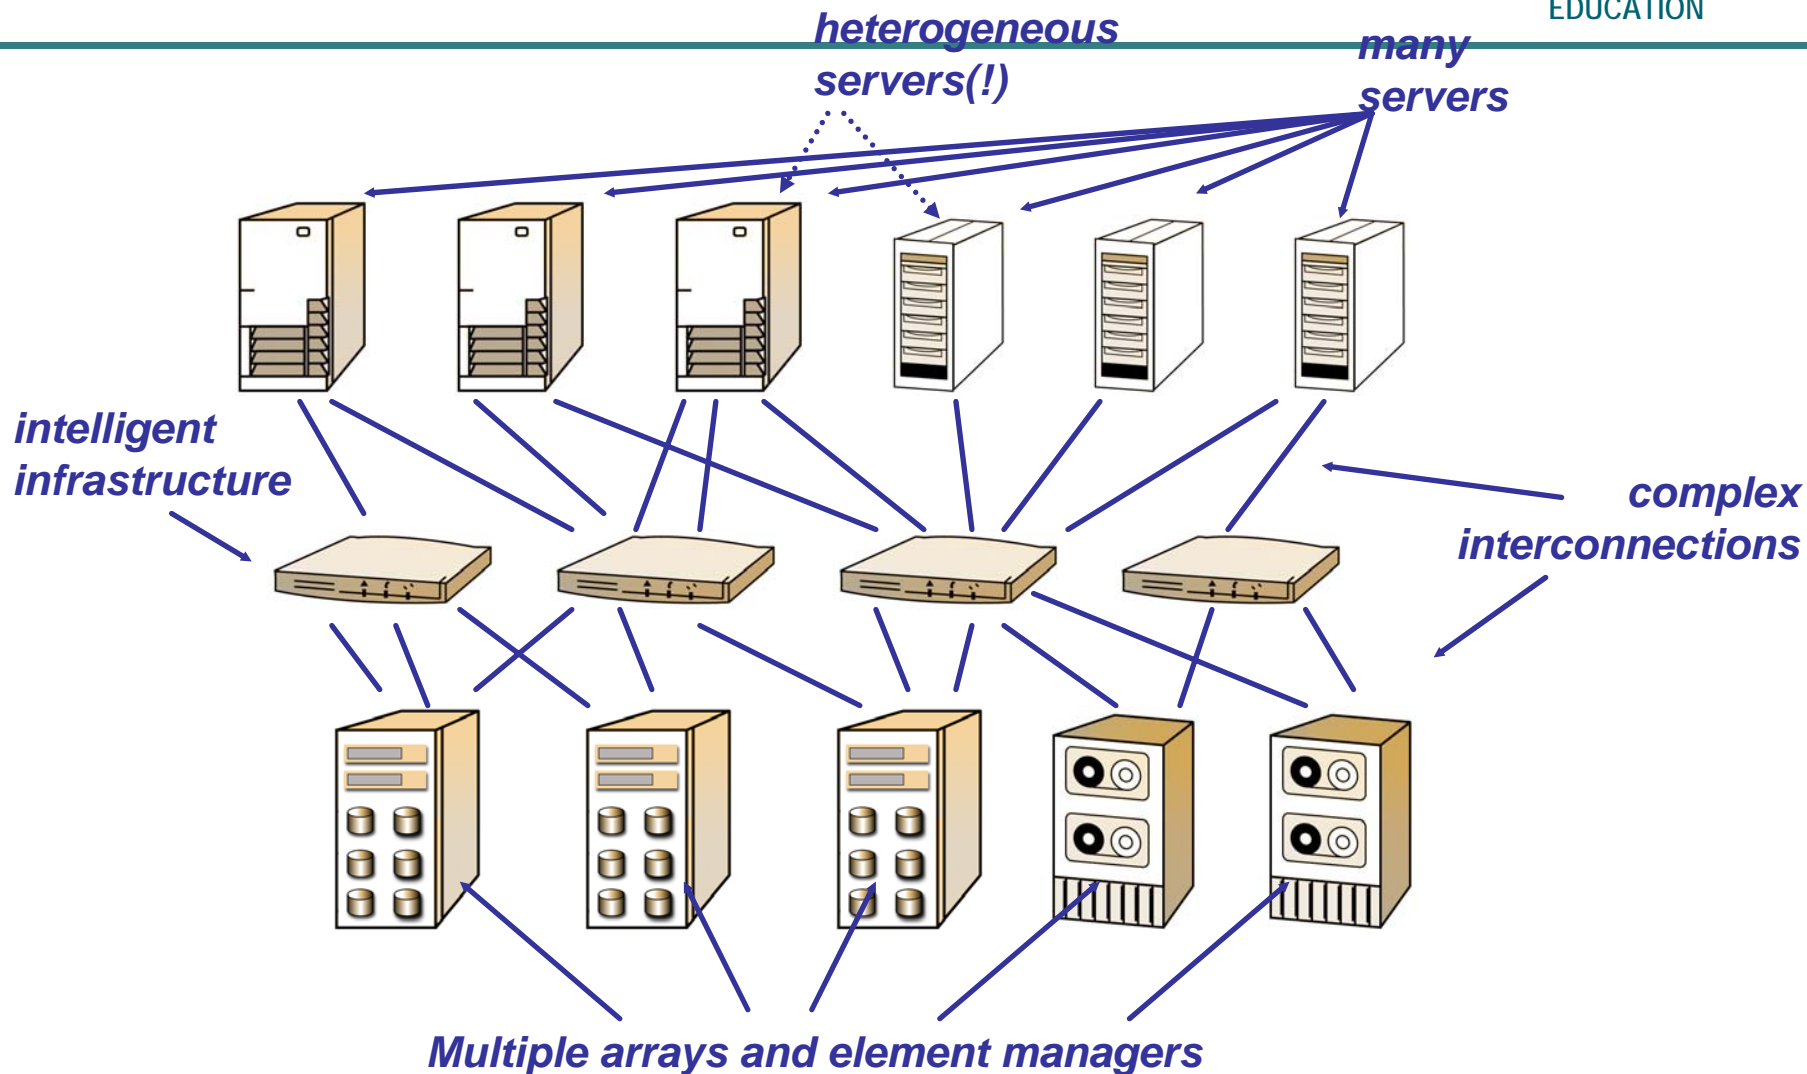 EDUCATION
heterogeneous
servers(!)
many
servers
intelligent
infrastructure
complex
interconnections
Multiple arrays and element managers